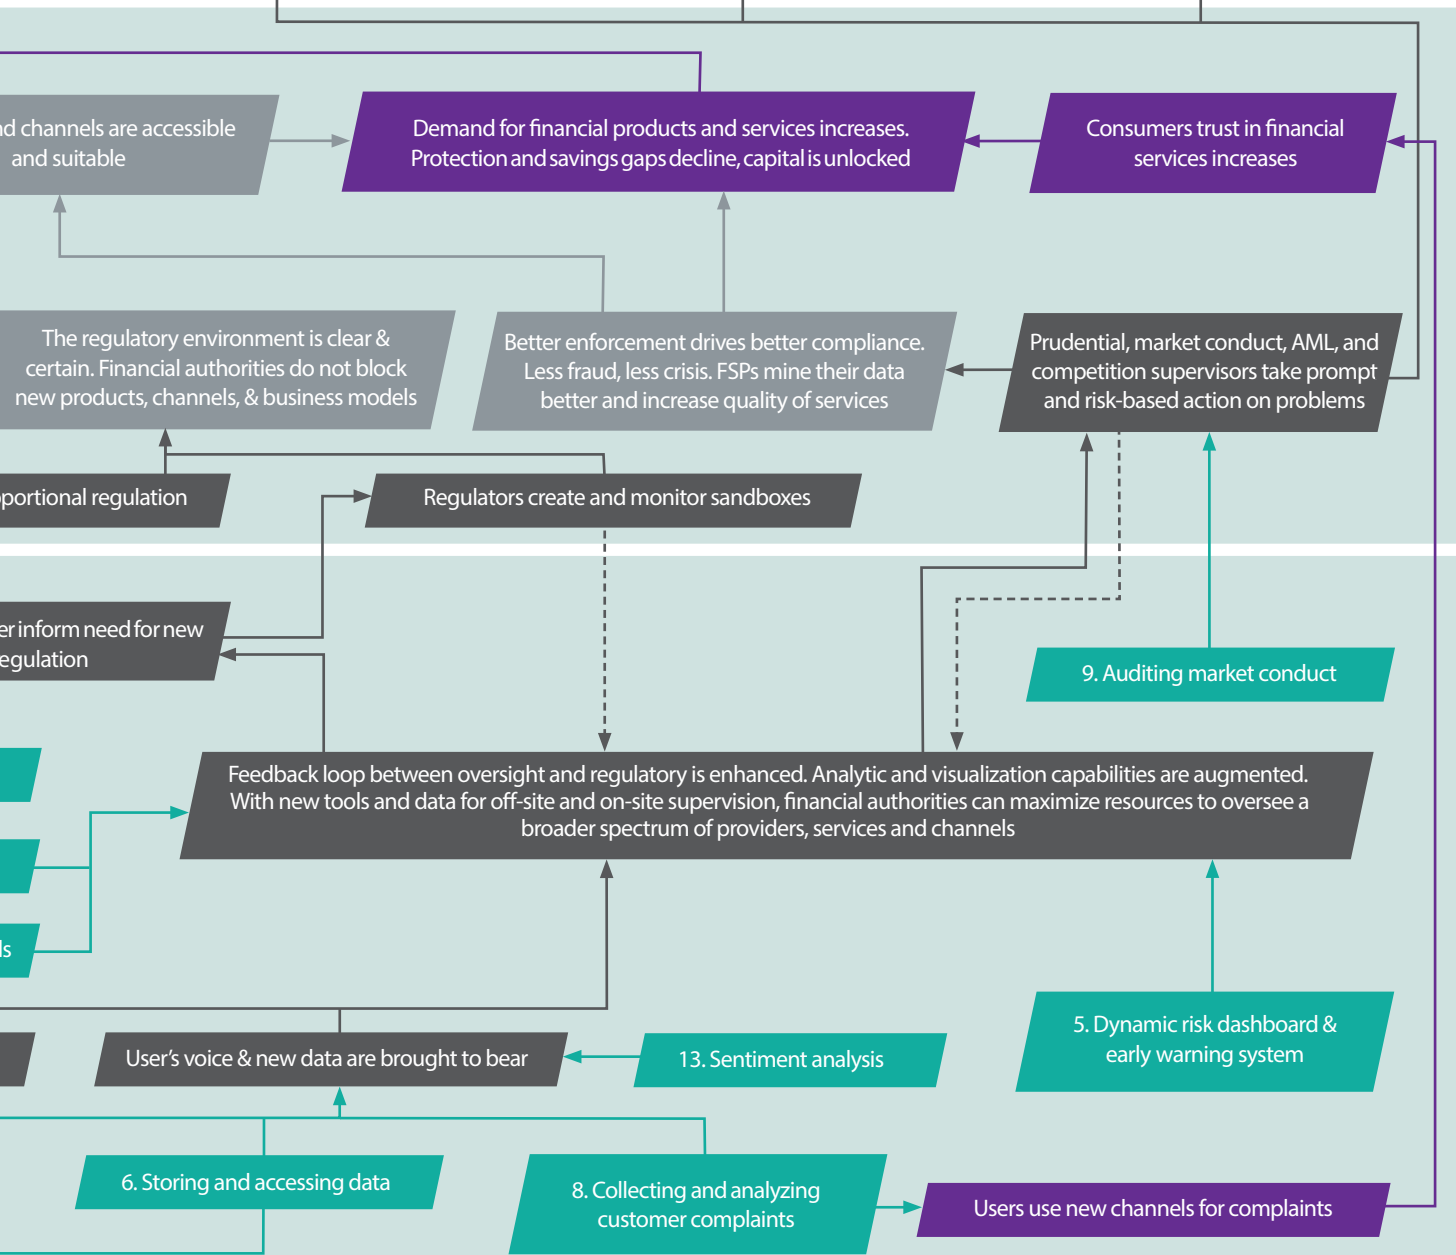 channels are accessible
and suitable
Demand for financial products and services increases.
Protection and savings gaps decline, capital is unlocked
Consumers trust in financial
services increases
The regulatory environment is clear &
certain. Financial authorities do not block
new products, channels, & business models
Better enforcement drives better compliance.
Less fraud, less crisis. FSPs mine their data
better and increase quality of services
Prudential, market conduct, AML, and
competition supervisors take prompt
and risk-based action on problems
regulation
Regulators create and monitor sandboxes
inform need for new
9. Auditing market conduct
Feedback loop between oversight and regulatory is enhanced. Analytic and visualization capabilities are augmented.
With new tools and data for off-site and on-site supervision, financial authorities can maximize resources to oversee a
broader spectrum of providers, services and channels
5. Dynamic risk dashboard &
early warning system
User's voice & new data are brought to bear
13. Sentiment analysis
6. Storing and accessing data
8. Collecting and analyzing
customer complaints
Users use new channels for complaints